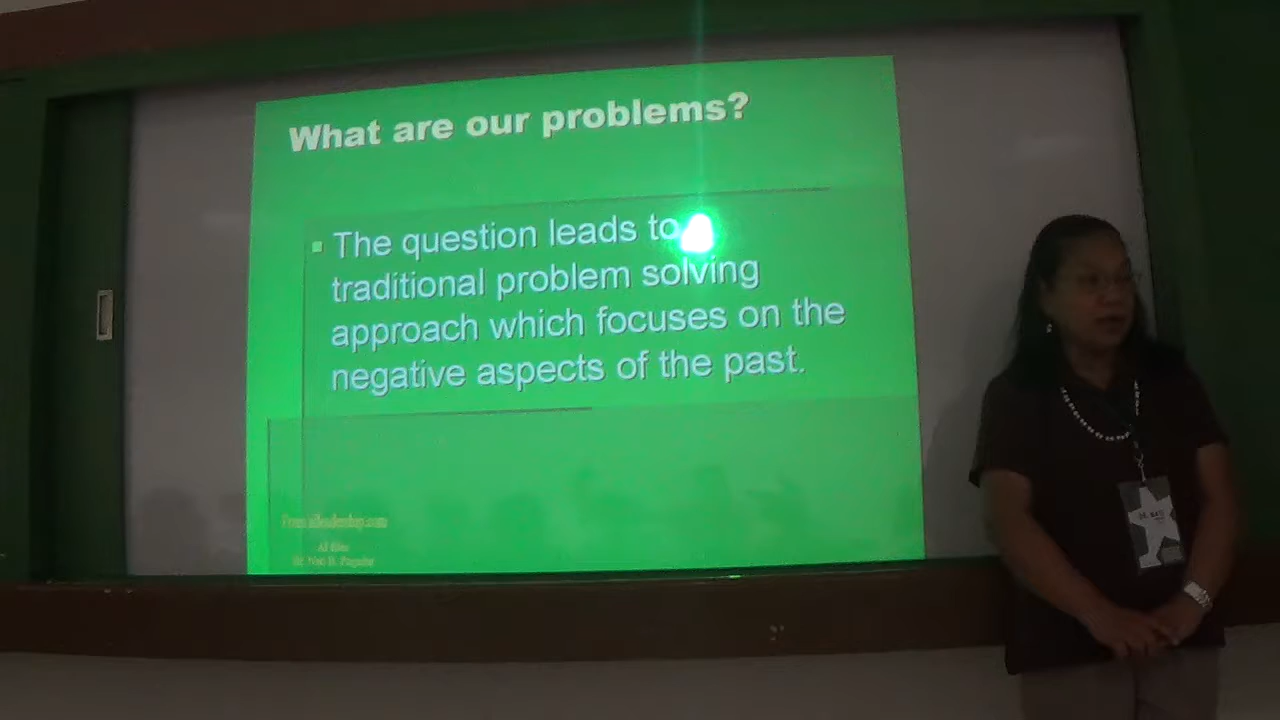 What are our problems?
The question leads to
traditional problem solving
approach which focuses on the
negative aspects of the past.
From